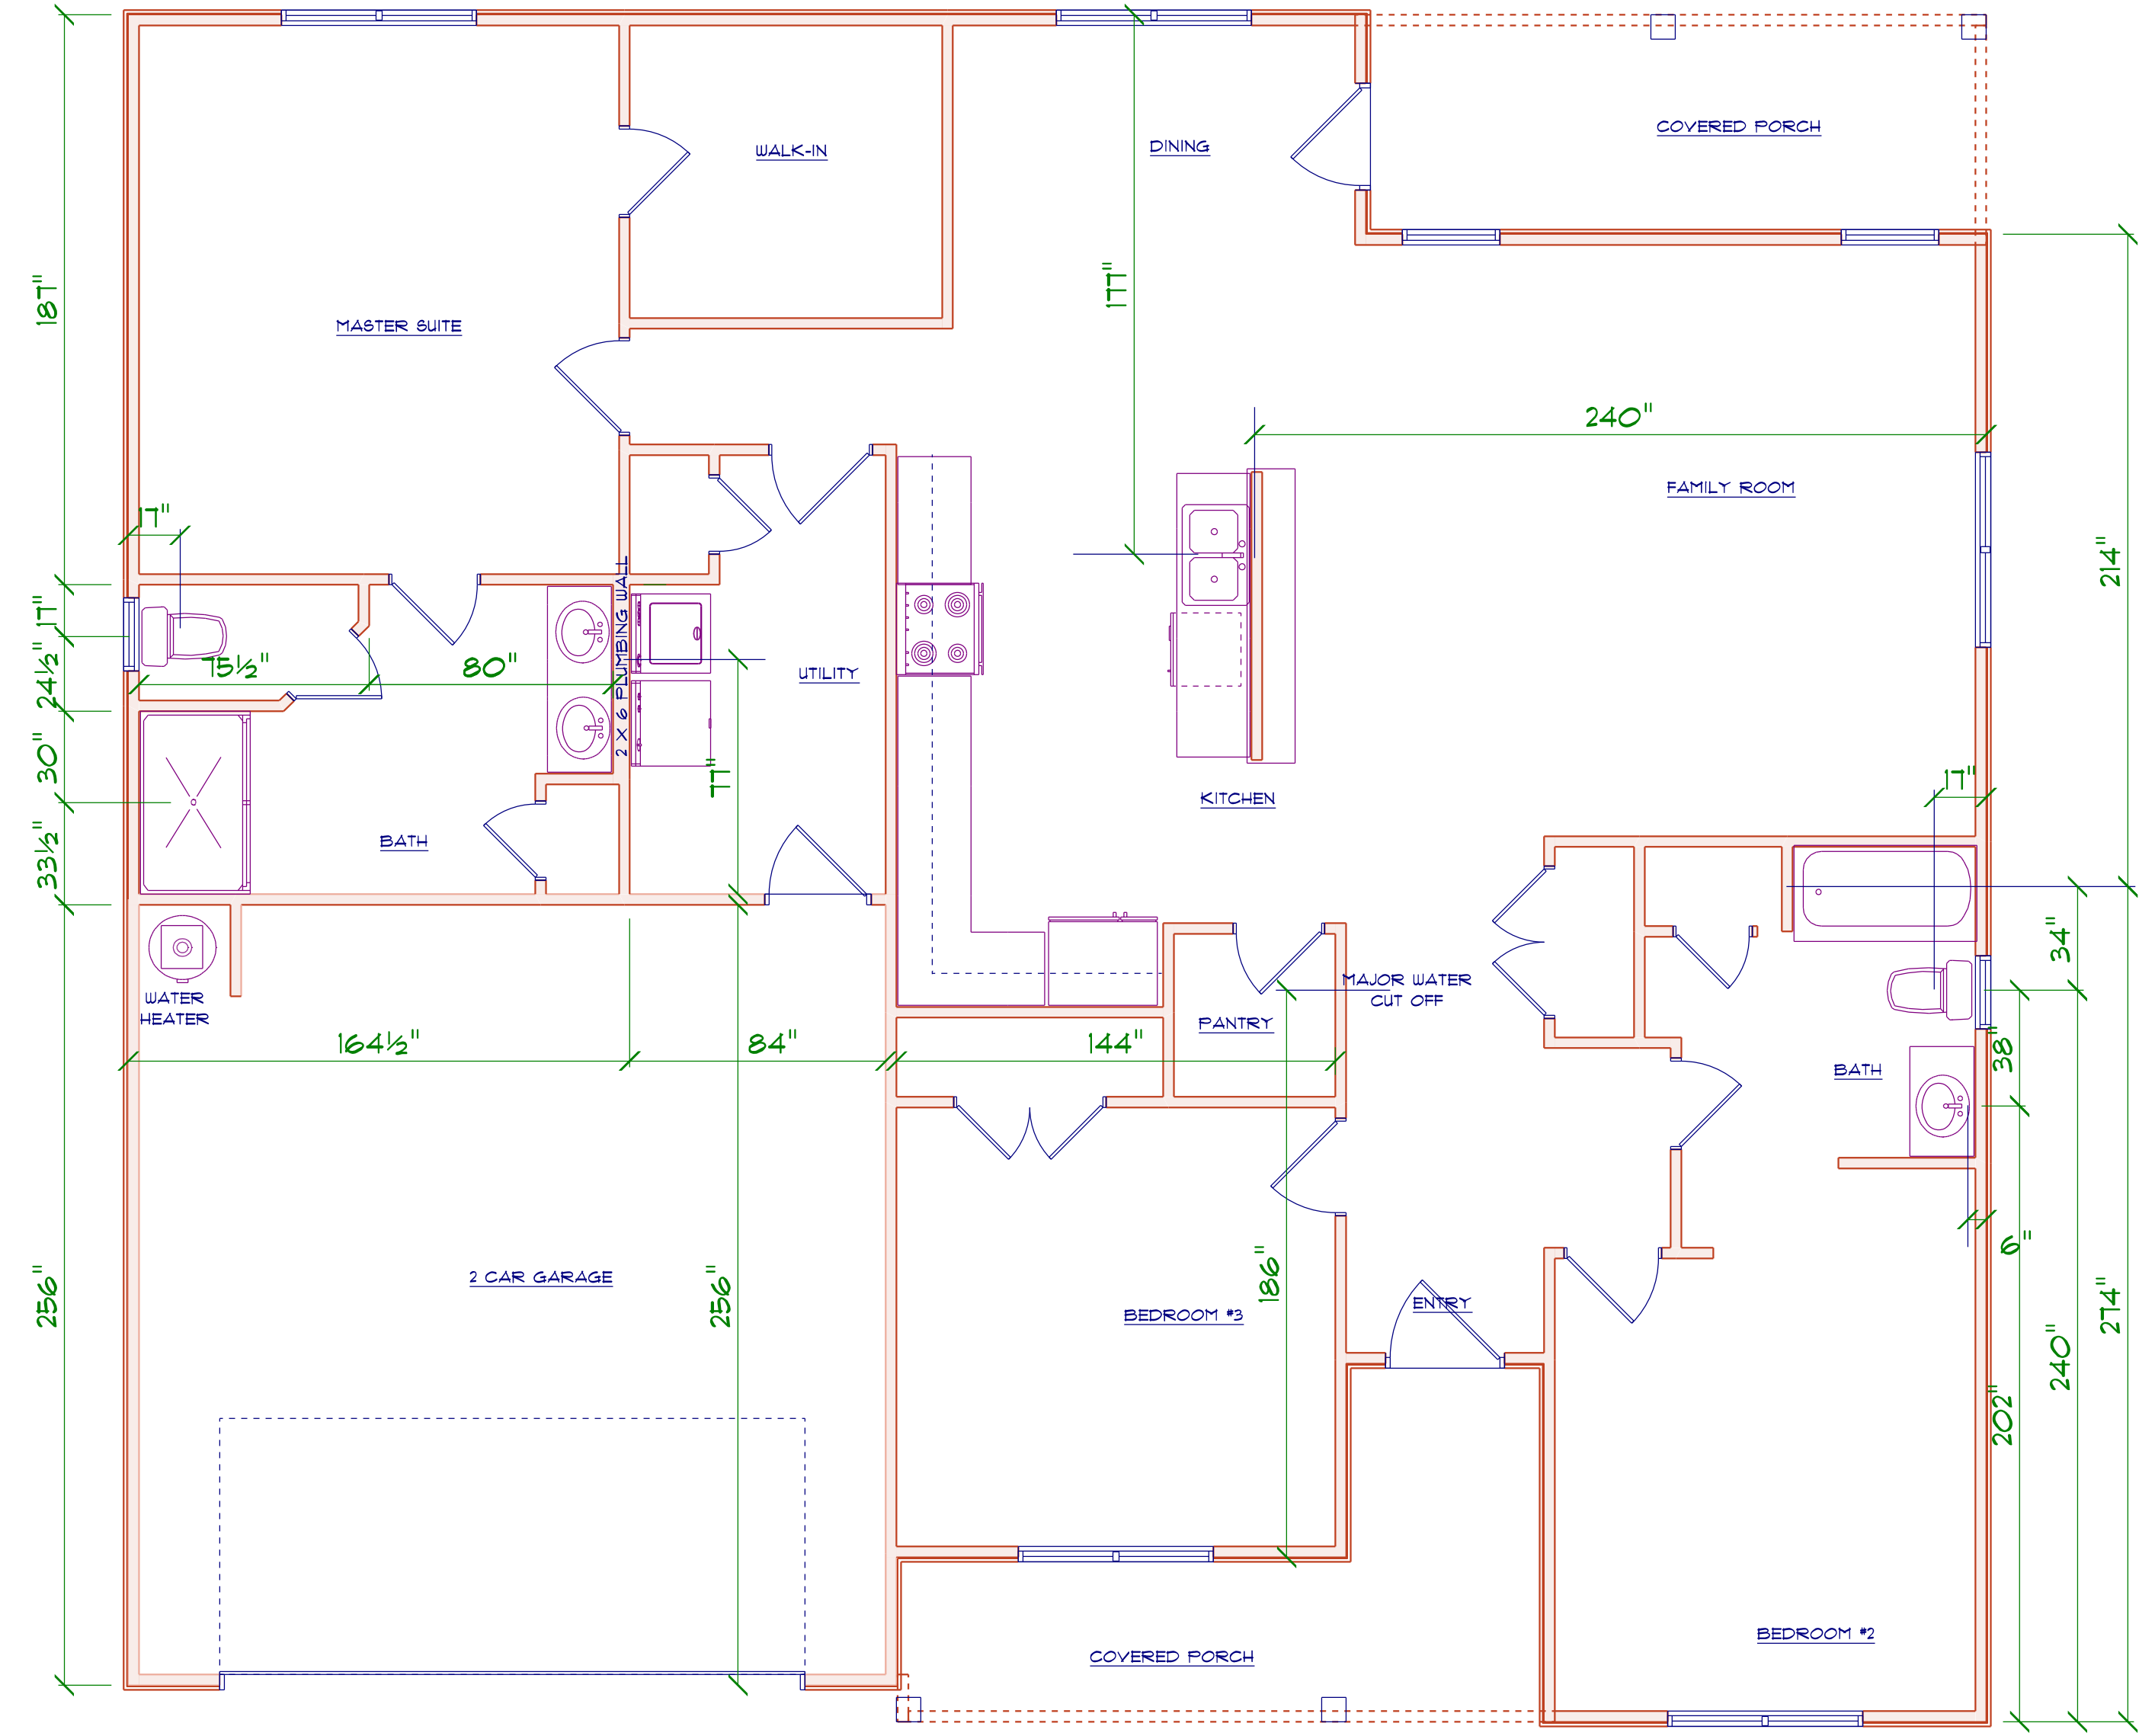 WALK-IN
DINING
COVERED PORCH
187"
177"
MASTER SUITE
240"
FAMILY ROOM
17"
214"
17"
2 X 6 PLUMBING WALL
24½"
75½"
80"
UTILITY
30"
77"
KITCHEN
17"
33½"
BATH
34"
WATER
HEATER
MAJOR WATER
CUT OFF
PANTRY
164½"
84"
144"
38"
BATH
6"
256"
2 CAR GARAGE
256"
186"
BEDROOM #3
ENTRY
240"
274"
202"
BEDROOM #2
COVERED PORCH